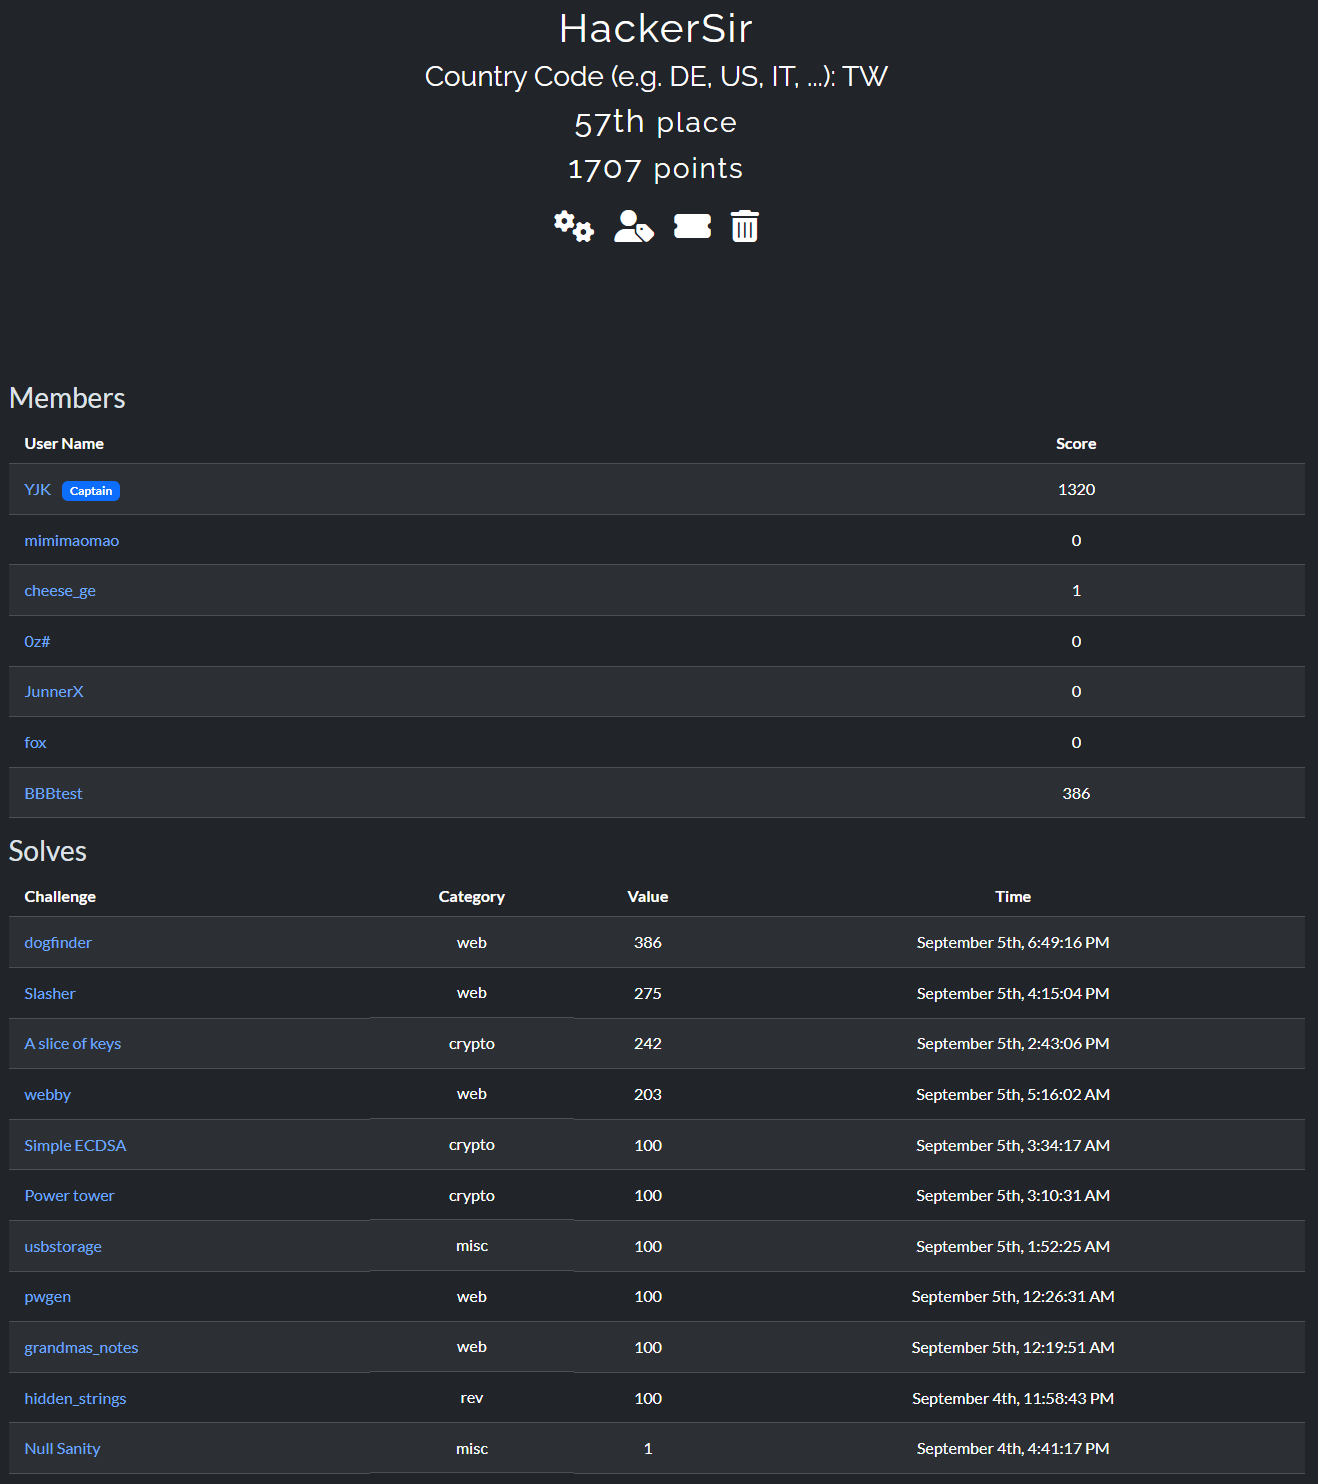 HackerSir
Country Code (e.g. DE, US, IT, ...): TW
57th place
1707 points
Members
User Name Score
YJK Captain 1320
mimimaomao 0
cheese_ge 1
0z# 0
JunnerX 0
fox 0
BBBtest 386
Solves
Challenge Category Value Time
dogfinder web 386 September 5th, 6:49:16 PM
Slasher web 275 September 5th, 4:15:04 PM
A slice of keys crypto 242 September 5th, 2:43:06 PM
webby web 203 September 5th, 5:16:02 AM
Simple ECDSA crypto 100 September 5th, 3:34:17 AM
Power tower crypto 100 September 5th, 3:10:31 AM
usbstorage misc 100 September 5th, 1:52:25 AM
pwgen web 100 September 5th, 12:26:31 AM
grandmas_notes web 100 September 5th, 12:19:51 AM
hidden_strings rev 100 September 4th, 11:58:43 PM
Null Sanity misc 1 September 4th, 4:41:17 PM